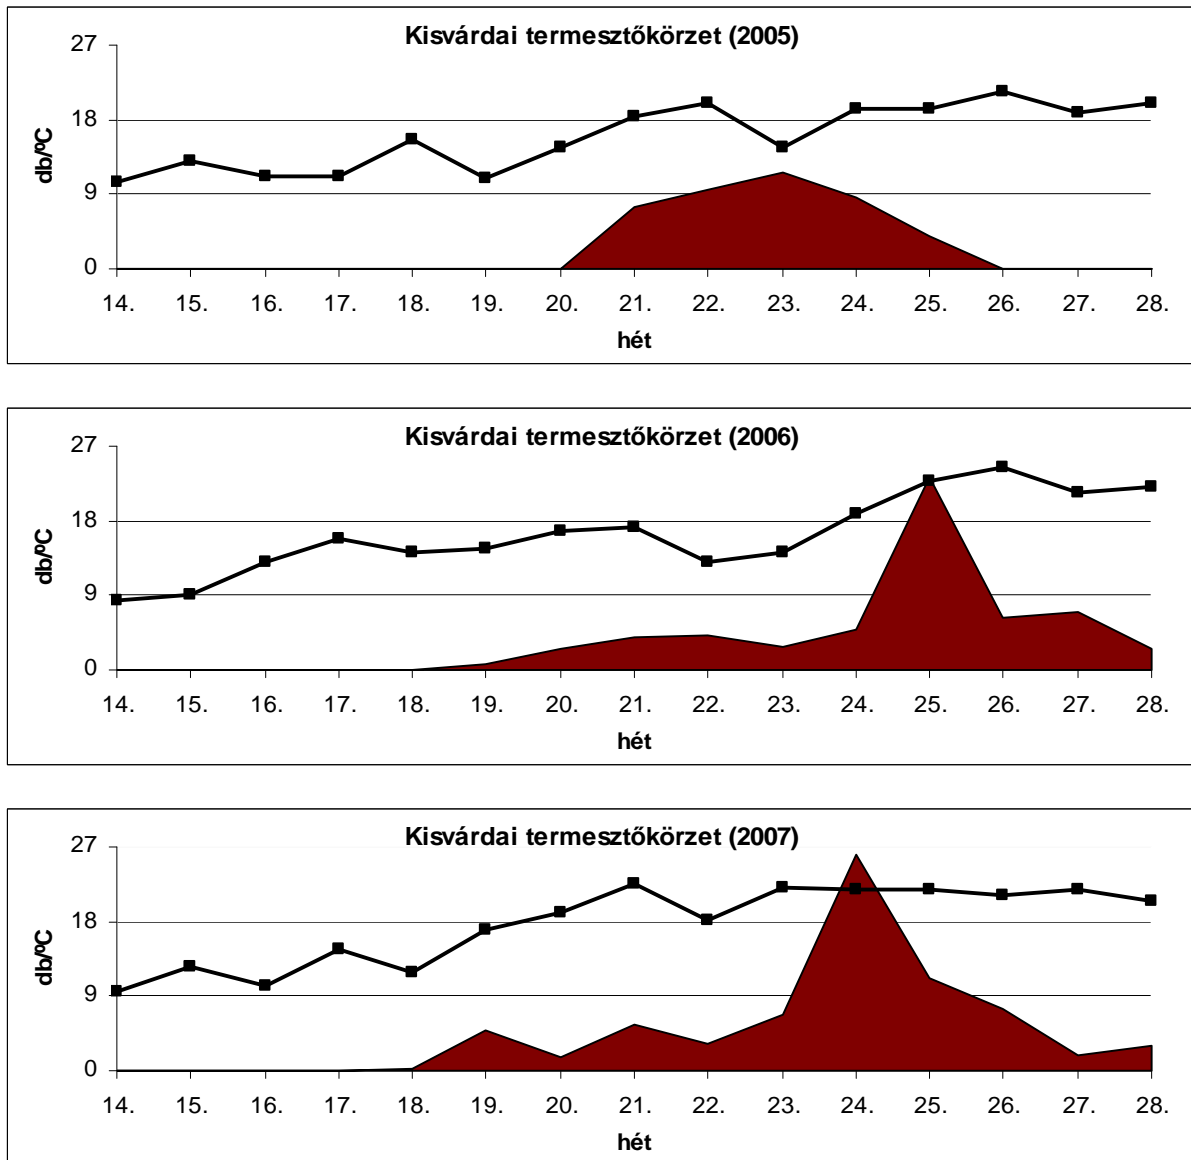 Kisvárdai termesztőkörzet (2005)
27
18
9
0
db/ºC
14. 15. 16. 17. 18. 19. 20. 21. 22. 23. 24. 25. 26. 27. 28.
hét
Kisvárdai termesztőkörzet (2006)
27
18
9
0
db/ºC
14. 15. 16. 17. 18. 19. 20. 21. 22. 23. 24. 25. 26. 27. 28.
hét
Kisvárdai termesztőkörzet (2007)
27
18
9
0
db/ºC
14. 15. 16. 17. 18. 19. 20. 21. 22. 23. 24. 25. 26. 27. 28.
hét